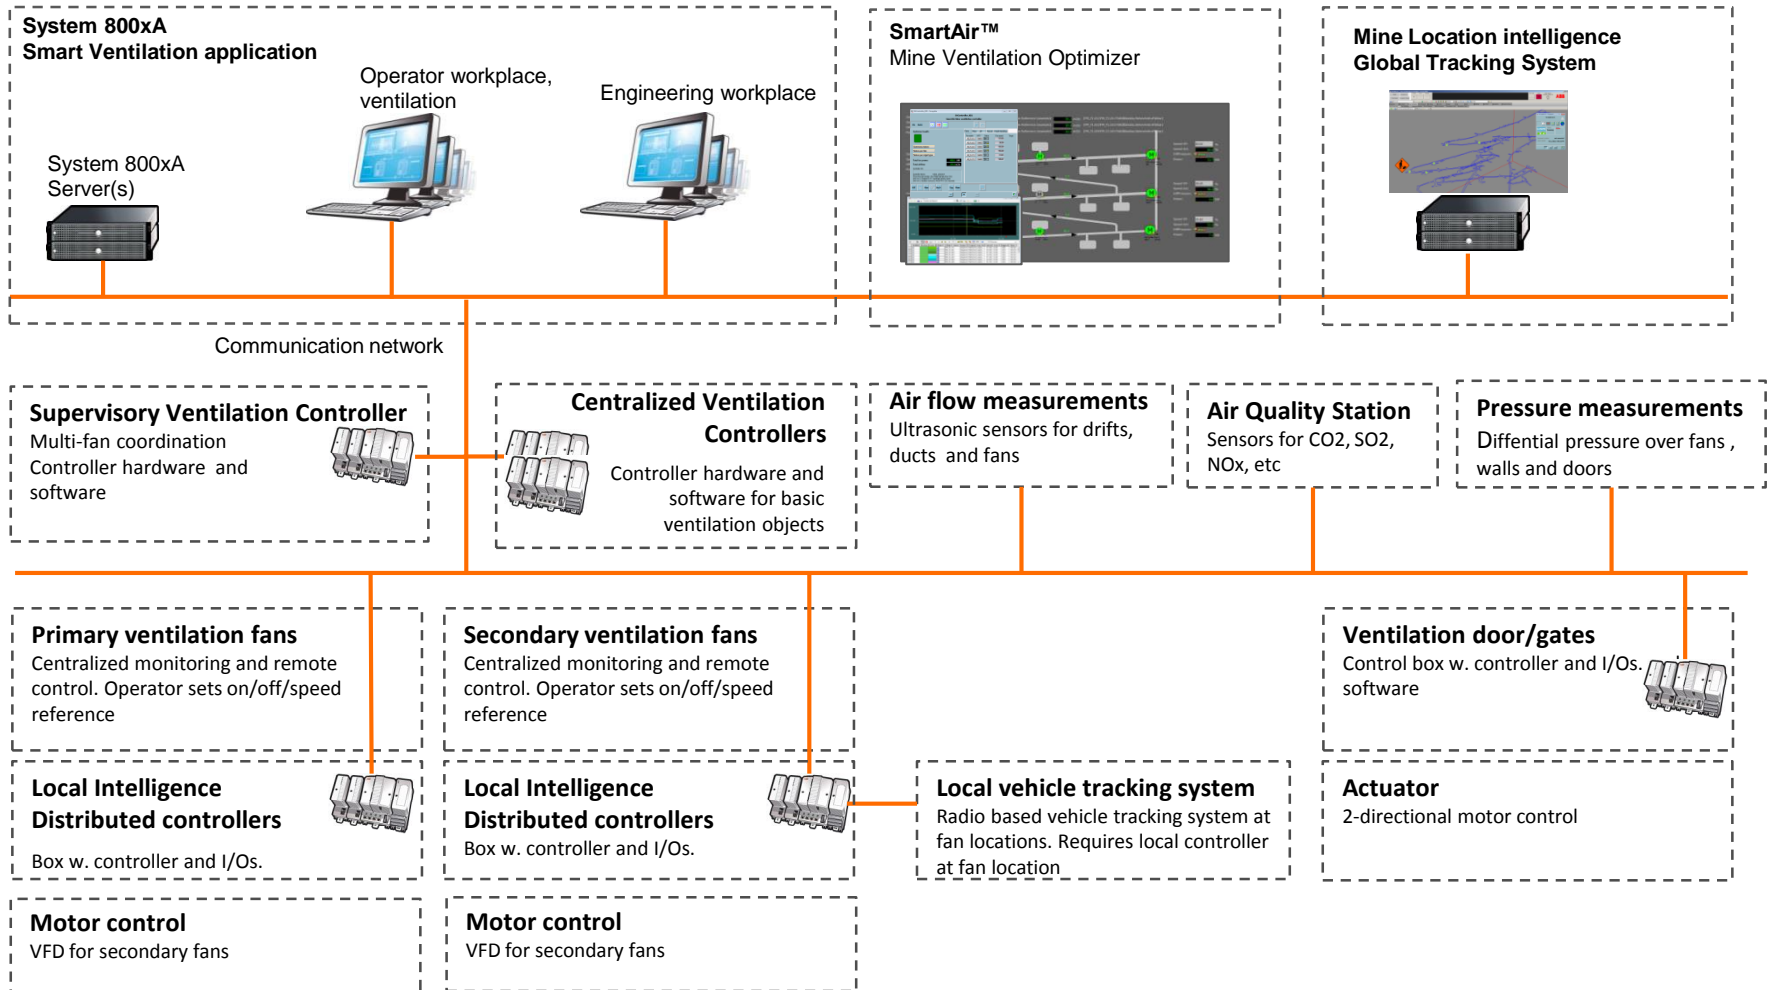 System 800xA
Smart Ventilation application
Operator workplace,
ventilation
Engineering workplace
System 800xA
Server(s)
SmartAir™
Mine Ventilation Optimizer
Mine Location intelligence
Global Tracking System
Communication network
Supervisory Ventilation Controller
Multi-fan coordination
Controller hardware and
software
Centralized Ventilation
Controllers
Controller hardware and
software for basic
ventilation objects
Air flow measurements
Ultrasonic sensors for drifts,
ducts and fans
Air Quality Station
Sensors for CO2, SO2,
NOx, etc
Pressure measurements
Diffential pressure over fans ,
walls and doors
Primary ventilation fans
Centralized monitoring and remote
control. Operator sets on/off/speed
reference
Secondary ventilation fans
Centralized monitoring and remote
control. Operator sets on/off/speed
reference
Ventilation door/gates
Control box w. controller and I/Os.
software
Local Intelligence
Distributed controllers
Box w. controller and I/Os.
Local Intelligence
Distributed controllers
Box w. controller and I/Os.
Local vehicle tracking system
Radio based vehicle tracking system at
fan locations. Requires local controller
at fan location
Actuator
2-directional motor control
Motor control
VFD for secondary fans
Motor control
VFD for secondary fans